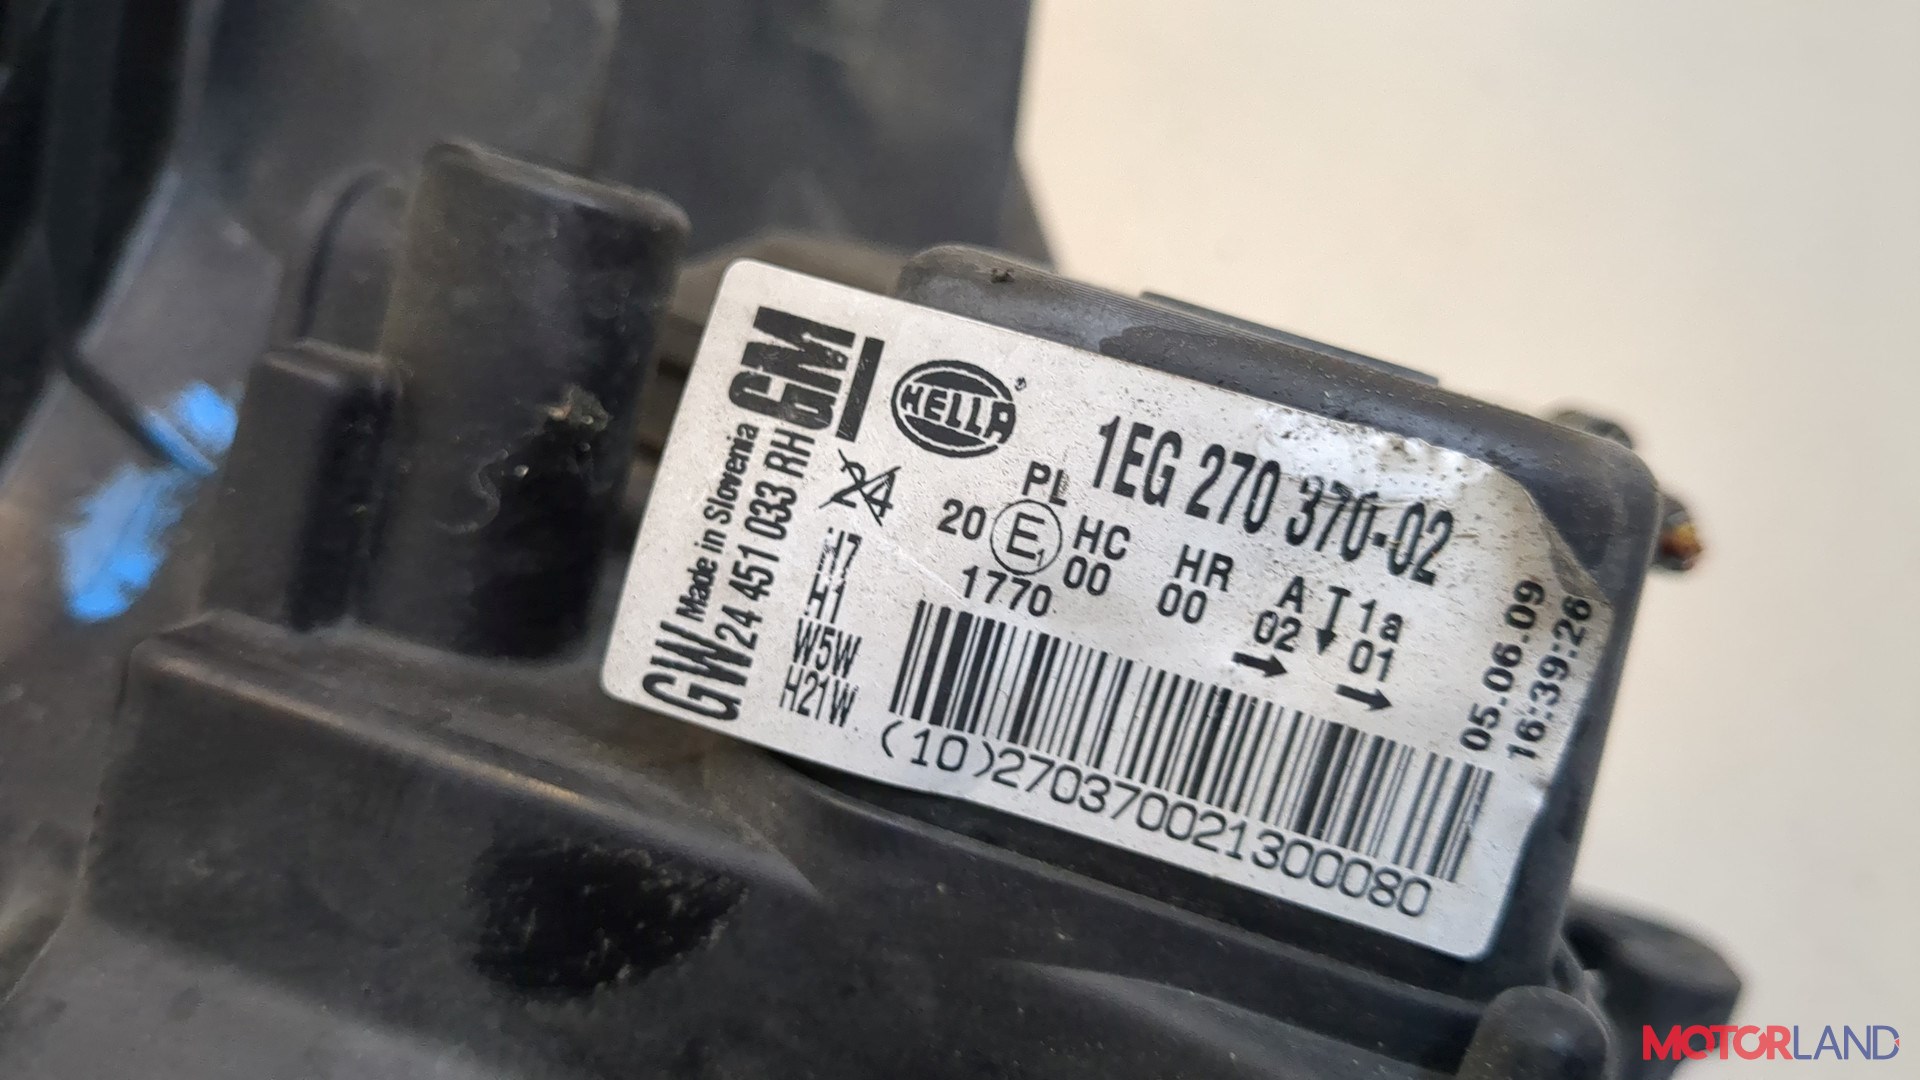 GM
Made in Slovenia
GW 24 451 033 RH
HELLA
®
1EG 270 370-02
PL
20 E1 HC HR A 1a
00 00 02 01
1770
24
H7
H1
W5W
H21W
(10)270370021300080
05.06.09
16:39:26
MOTORLAND